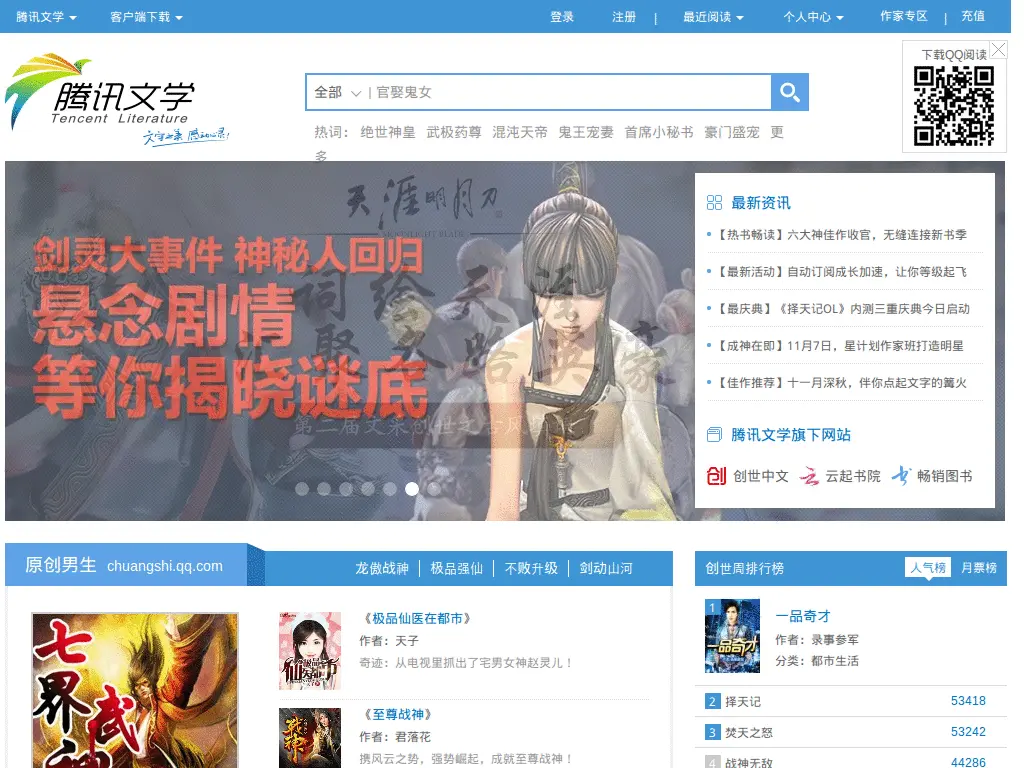 腾讯文学
客户端下载
登录
注册
|
最近阅读
个人中心
作家专区
|
充值
腾讯文学
Tencent Literature
全部
| 官娶鬼女
热词： 绝世神皇 武极药尊 混沌天帝 鬼王宠妻 首席小秘书 豪门盛宠 更
多
下载QQ阅读
天涯明月刀
MOONLIGHT BLADE
剑灵大事件 神秘人回归
悬念剧情
等你揭晓谜底
最新资讯
【热书畅读】六大神佳作收官，无缝连接新书季
【最新活动】自动订阅成长加速，让你等级起飞
【最庆典】《择天记OL》内测三重庆典今日启动
【成神在即】11月7日，星计划作家班打造明星
【佳作推荐】十一月深秋，伴你点起文字的篝火
腾讯文学旗下网站
创世中文
云起书院
畅销图书
原创男生 chuangshi.qq.com
龙傲战神
极品强仙
不败升级
剑动山河
七界武神
《极品仙医在都市》
作者：天子
奇迹：从电视里抓出了宅男女神赵灵儿！
《至尊战神》
作者：君落花
携风云之势，强势崛起，成就至尊战神！
创世周排行榜
人气榜
月票榜
1
一品奇才
一品奇才
作者：录事参军
分类：都市生活
2 择天记 53418
3 焚天之怒 53242
4 战神无敌 44286